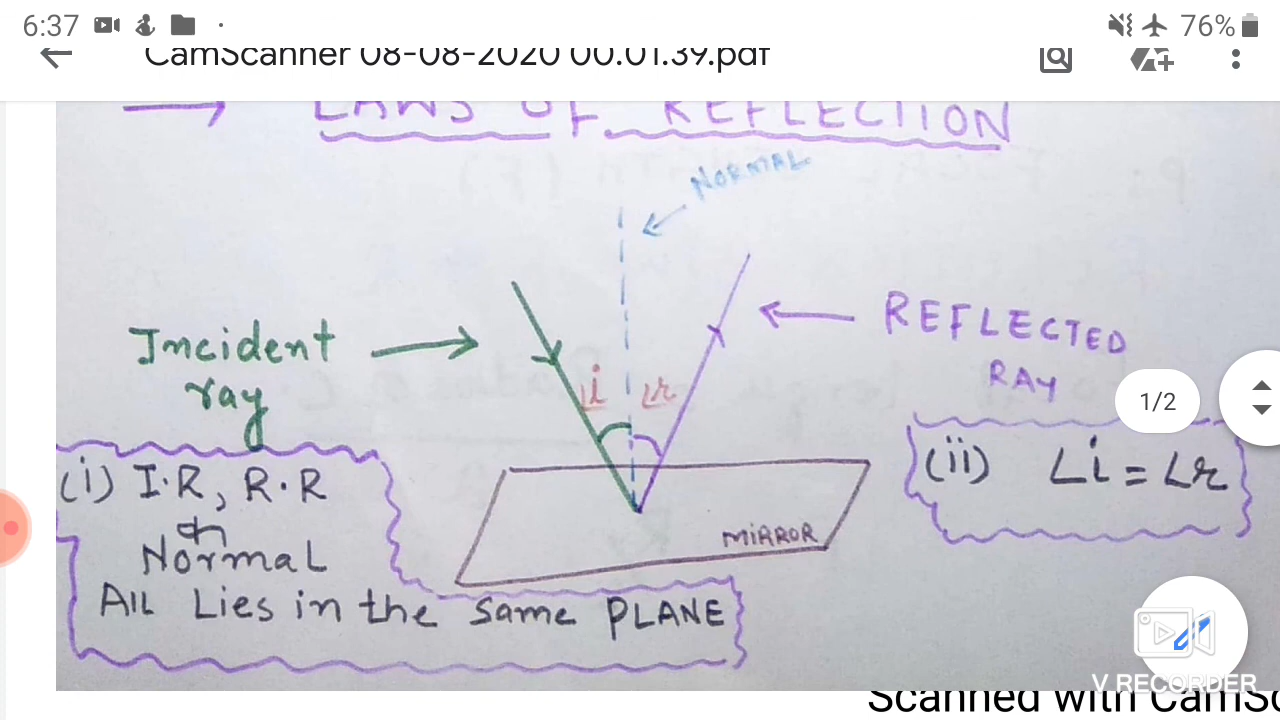 6:37
76%
CamScanner 08-08-2020 00.01.39.pdf
LAWS OF REFLECTION
NORMAL
Incident
ray
∠i
∠r
REFLECTED
RAY
1/2
(i) I.R, R.R
&
Normal
All Lies in the same PLANE
(ii) ∠i = ∠r
MIRROR
V RECORDER
Scanned with CamSc